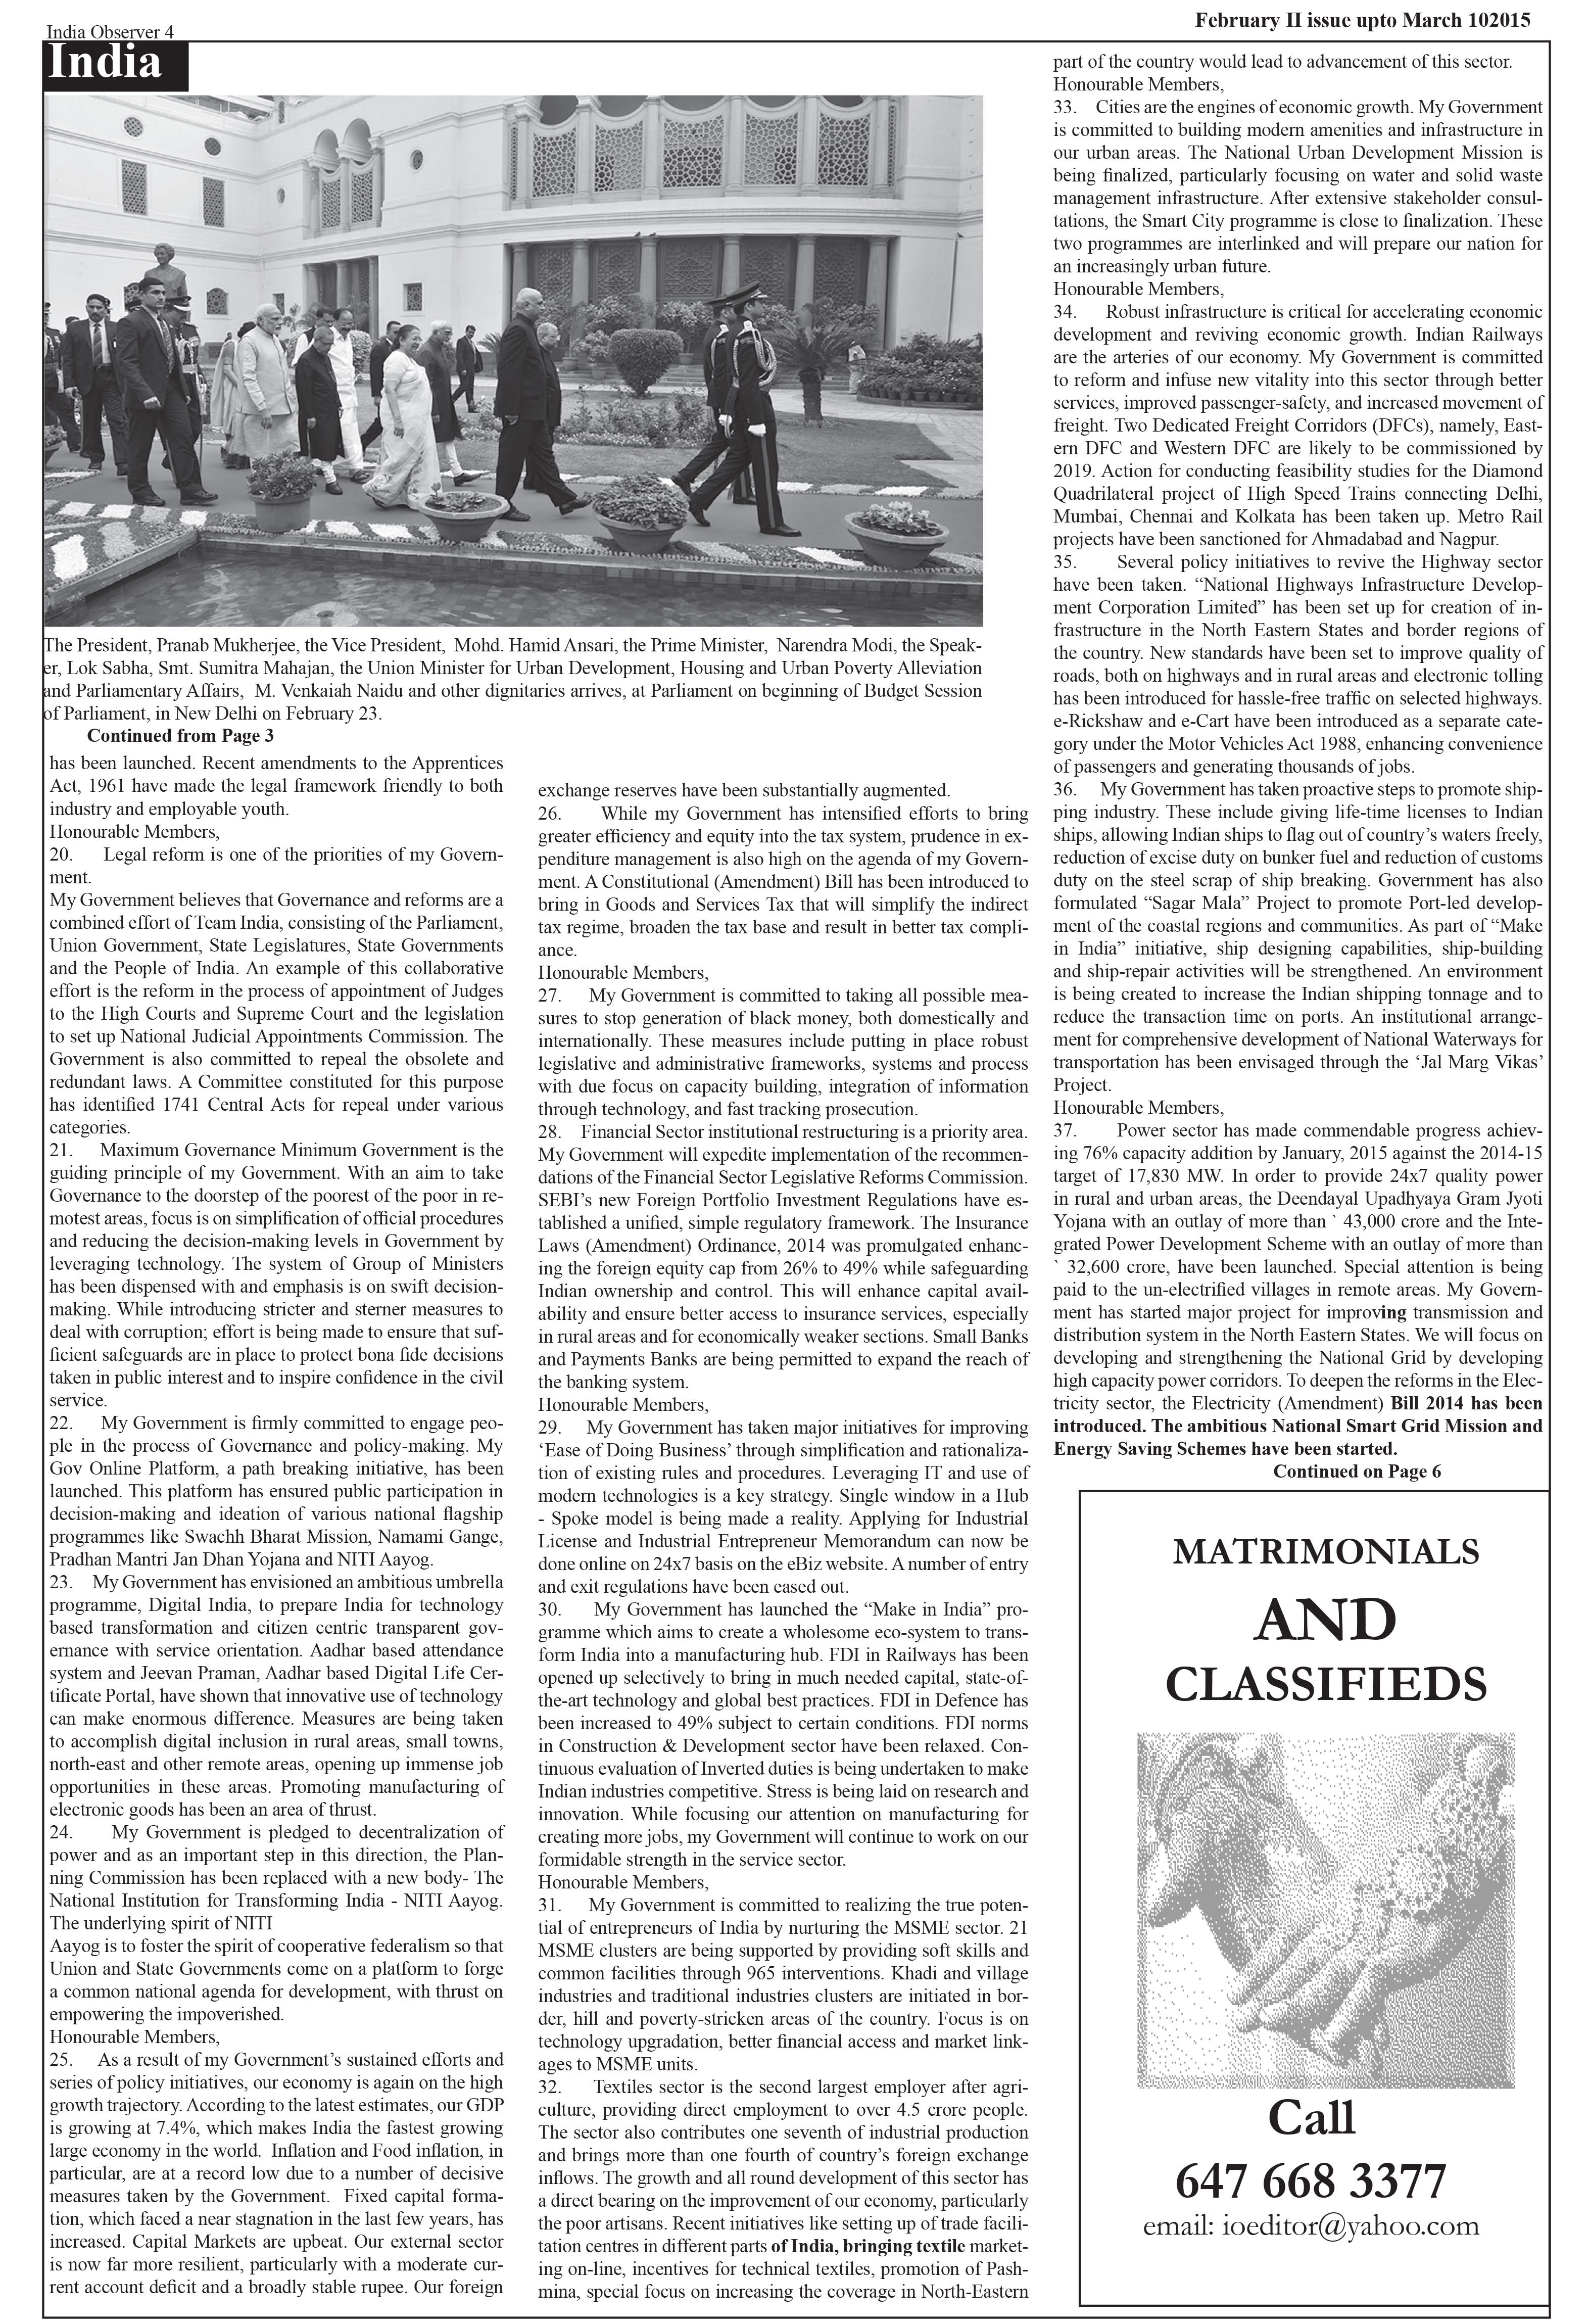 India Observer 4
February II issue upto March 102015
India
The President, Pranab Mukherjee, the Vice President,  Mohd. Hamid Ansari, the Prime Minister,  Narendra Modi, the Speak-
er, Lok Sabha, Smt. Sumitra Mahajan, the Union Minister for Urban Development, Housing and Urban Poverty Alleviation
and Parliamentary Affairs,  M. Venkaiah Naidu and other dignitaries arrives, at Parliament on beginning of Budget Session
of Parliament, in New Delhi on February 23.
Continued from Page 3
has been launched. Recent amendments to the Apprentices
Act, 1961 have made the legal framework friendly to both
industry and employable youth.
Honourable Members,
20. Legal reform is one of the priorities of my Govern-
ment.
My Government believes that Governance and reforms are a
combined effort of Team India, consisting of the Parliament,
Union Government, State Legislatures, State Governments
and the People of India. An example of this collaborative
effort is the reform in the process of appointment of Judges
to the High Courts and Supreme Court and the legislation
to set up National Judicial Appointments Commission. The
Government is also committed to repeal the obsolete and
redundant laws. A Committee constituted for this purpose
has identified 1741 Central Acts for repeal under various
categories.
21. Maximum Governance Minimum Government is the
guiding principle of my Government. With an aim to take
Governance to the doorstep of the poorest of the poor in re-
motest areas, focus is on simplification of official procedures
and reducing the decision-making levels in Government by
leveraging technology. The system of Group of Ministers
has been dispensed with and emphasis is on swift decision-
making. While introducing stricter and sterner measures to
deal with corruption; effort is being made to ensure that suf-
ficient safeguards are in place to protect bona fide decisions
taken in public interest and to inspire confidence in the civil
service.
22. My Government is firmly committed to engage peo-
ple in the process of Governance and policy-making. My
Gov Online Platform, a path breaking initiative, has been
launched. This platform has ensured public participation in
decision-making and ideation of various national flagship
programmes like Swachh Bharat Mission, Namami Gange,
Pradhan Mantri Jan Dhan Yojana and NITI Aayog.
23. My Government has envisioned an ambitious umbrella
programme, Digital India, to prepare India for technology
based transformation and citizen centric transparent gov-
ernance with service orientation. Aadhar based attendance
system and Jeevan Praman, Aadhar based Digital Life Cer-
tificate Portal, have shown that innovative use of technology
can make enormous difference. Measures are being taken
to accomplish digital inclusion in rural areas, small towns,
north-east and other remote areas, opening up immense job
opportunities in these areas. Promoting manufacturing of
electronic goods has been an area of thrust.
24. My Government is pledged to decentralization of
power and as an important step in this direction, the Plan-
ning Commission has been replaced with a new body- The
National Institution for Transforming India - NITI Aayog.
The underlying spirit of NITI
Aayog is to foster the spirit of cooperative federalism so that
Union and State Governments come on a platform to forge
a common national agenda for development, with thrust on
empowering the impoverished.
Honourable Members,
25. As a result of my Government's sustained efforts and
series of policy initiatives, our economy is again on the high
growth trajectory. According to the latest estimates, our GDP
is growing at 7.4%, which makes India the fastest growing
large economy in the world.  Inflation and Food inflation, in
particular, are at a record low due to a number of decisive
measures taken by the Government.  Fixed capital forma-
tion, which faced a near stagnation in the last few years, has
increased. Capital Markets are upbeat. Our external sector
is now far more resilient, particularly with a moderate cur-
rent account deficit and a broadly stable rupee. Our foreign
exchange reserves have been substantially augmented.
26. While my Government has intensified efforts to bring
greater efficiency and equity into the tax system, prudence in ex-
penditure management is also high on the agenda of my Govern-
ment. A Constitutional (Amendment) Bill has been introduced to
bring in Goods and Services Tax that will simplify the indirect
tax regime, broaden the tax base and result in better tax compli-
ance.
Honourable Members,
27. My Government is committed to taking all possible mea-
sures to stop generation of black money, both domestically and
internationally. These measures include putting in place robust
legislative and administrative frameworks, systems and process
with due focus on capacity building, integration of information
through technology, and fast tracking prosecution.
28. Financial Sector institutional restructuring is a priority area.
My Government will expedite implementation of the recommen-
dations of the Financial Sector Legislative Reforms Commission.
SEBI's new Foreign Portfolio Investment Regulations have es-
tablished a unified, simple regulatory framework. The Insurance
Laws (Amendment) Ordinance, 2014 was promulgated enhanc-
ing the foreign equity cap from 26% to 49% while safeguarding
Indian ownership and control. This will enhance capital avail-
ability and ensure better access to insurance services, especially
in rural areas and for economically weaker sections. Small Banks
and Payments Banks are being permitted to expand the reach of
the banking system.
Honourable Members,
29. My Government has taken major initiatives for improving
‘Ease of Doing Business’ through simplification and rationaliza-
tion of existing rules and procedures. Leveraging IT and use of
modern technologies is a key strategy. Single window in a Hub
- Spoke model is being made a reality. Applying for Industrial
License and Industrial Entrepreneur Memorandum can now be
done online on 24x7 basis on the eBiz website. A number of entry
and exit regulations have been eased out.
30. My Government has launched the “Make in India” pro-
gramme which aims to create a wholesome eco-system to trans-
form India into a manufacturing hub. FDI in Railways has been
opened up selectively to bring in much needed capital, state-of-
the-art technology and global best practices. FDI in Defence has
been increased to 49% subject to certain conditions. FDI norms
in Construction & Development sector have been relaxed. Con-
tinuous evaluation of Inverted duties is being undertaken to make
Indian industries competitive. Stress is being laid on research and
innovation. While focusing our attention on manufacturing for
creating more jobs, my Government will continue to work on our
formidable strength in the service sector.
Honourable Members,
31. My Government is committed to realizing the true poten-
tial of entrepreneurs of India by nurturing the MSME sector. 21
MSME clusters are being supported by providing soft skills and
common facilities through 965 interventions. Khadi and village
industries and traditional industries clusters are initiated in bor-
der, hill and poverty-stricken areas of the country. Focus is on
technology upgradation, better financial access and market link-
ages to MSME units.
32. Textiles sector is the second largest employer after agri-
culture, providing direct employment to over 4.5 crore people.
The sector also contributes one seventh of industrial production
and brings more than one fourth of country's foreign exchange
inflows. The growth and all round development of this sector has
a direct bearing on the improvement of our economy, particularly
the poor artisans. Recent initiatives like setting up of trade facili-
tation centres in different parts of India, bringing textile market-
ing on-line, incentives for technical textiles, promotion of Pash-
mina, special focus on increasing the coverage in North-Eastern
part of the country would lead to advancement of this sector.
Honourable Members,
33. Cities are the engines of economic growth. My Government
is committed to building modern amenities and infrastructure in
our urban areas. The National Urban Development Mission is
being finalized, particularly focusing on water and solid waste
management infrastructure. After extensive stakeholder consul-
tations, the Smart City programme is close to finalization. These
two programmes are interlinked and will prepare our nation for
an increasingly urban future.
Honourable Members,
34. Robust infrastructure is critical for accelerating economic
development and reviving economic growth. Indian Railways
are the arteries of our economy. My Government is committed
to reform and infuse new vitality into this sector through better
services, improved passenger-safety, and increased movement of
freight. Two Dedicated Freight Corridors (DFCs), namely, East-
ern DFC and Western DFC are likely to be commissioned by
2019. Action for conducting feasibility studies for the Diamond
Quadrilateral project of High Speed Trains connecting Delhi,
Mumbai, Chennai and Kolkata has been taken up. Metro Rail
projects have been sanctioned for Ahmadabad and Nagpur.
35. Several policy initiatives to revive the Highway sector
have been taken. “National Highways Infrastructure Develop-
ment Corporation Limited” has been set up for creation of in-
frastructure in the North Eastern States and border regions of
the country. New standards have been set to improve quality of
roads, both on highways and in rural areas and electronic tolling
has been introduced for hassle-free traffic on selected highways.
e-Rickshaw and e-Cart have been introduced as a separate cate-
gory under the Motor Vehicles Act 1988, enhancing convenience
of passengers and generating thousands of jobs.
36. My Government has taken proactive steps to promote ship-
ping industry. These include giving life-time licenses to Indian
ships, allowing Indian ships to flag out of country's waters freely,
reduction of excise duty on bunker fuel and reduction of customs
duty on the steel scrap of ship breaking. Government has also
formulated “Sagar Mala” Project to promote Port-led develop-
ment of the coastal regions and communities. As part of “Make
in India” initiative, ship designing capabilities, ship-building
and ship-repair activities will be strengthened. An environment
is being created to increase the Indian shipping tonnage and to
reduce the transaction time on ports. An institutional arrange-
ment for comprehensive development of National Waterways for
transportation has been envisaged through the ‘Jal Marg Vikas’
Project.
Honourable Members,
37. Power sector has made commendable progress achiev-
ing 76% capacity addition by January, 2015 against the 2014-15
target of 17,830 MW. In order to provide 24x7 quality power
in rural and urban areas, the Deendayal Upadhyaya Gram Jyoti
Yojana with an outlay of more than ` 43,000 crore and the Inte-
grated Power Development Scheme with an outlay of more than
` 32,600 crore, have been launched. Special attention is being
paid to the un-electrified villages in remote areas. My Govern-
ment has started major project for improving transmission and
distribution system in the North Eastern States. We will focus on
developing and strengthening the National Grid by developing
high capacity power corridors. To deepen the reforms in the Elec-
tricity sector, the Electricity (Amendment) Bill 2014 has been
introduced. The ambitious National Smart Grid Mission and
Energy Saving Schemes have been started.
Continued on Page 6
MATRIMONIALS
AND
CLASSIFIEDS
Call
647 668 3377
email: ioeditor@yahoo.com